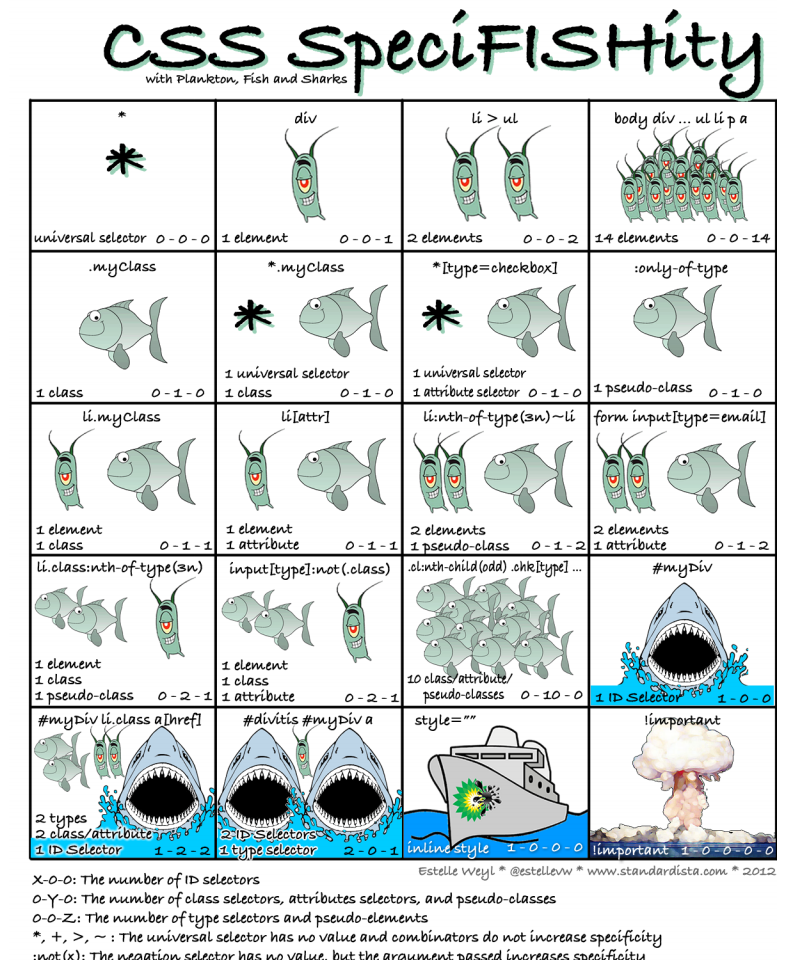 CSS SpeciFISHity
with Plankton, Fish and Sharks
*
*
universal selector 0-0-0
div
1 element 0-0-1
li > ul
2 elements 0-0-2
body div ... ul li p a
14 elements 0-0-14
.myClass
1 class 0-1-0
*.myClass
*
1 universal selector
1 class 0-1-0
*[type=checkbox]
*
1 universal selector
1 attribute selector 0-1-0
:only-of-type
1 pseudo-class 0-1-0
li.myClass
1 element
1 class 0-1-1
li[attr]
1 element
1 attribute 0-1-1
li:nth-of-type(3n)~li
2 elements
1 pseudo-class 0-1-2
form input[type=email]
2 elements
1 attribute 0-1-2
li.class:nth-of-type(3n)
1 element
1 class
1 pseudo-class 0-2-1
input[type]:not(.class)
1 element
1 class
1 attribute 0-2-1
.cl:nth-child(odd) .chk[type] ...
10 class/attribute/
pseudo-classes 0-10-0
#myDiv
1 ID Selector 1-0-0
#myDiv li.class a[href]
2 types
2 class/attribute
1 ID Selector 1-2-2
#divitis #myDiv a
2 ID Selectors
1 type selector 2-0-1
style=""
inline style 1-0-0-0
!important
!important 1-0-0-0-0
Estelle Weyl * @estellevw * www.standardista.com * 2012
X-0-0: The number of ID selectors
0-Y-0: The number of class selectors, attributes selectors, and pseudo-classes
0-0-Z: The number of type selectors and pseudo-elements
*, +, >, ~ : The universal selector has no value and combinators do not increase specificity
:not(x): The negation selector has no value, but the argument passed increases specificity